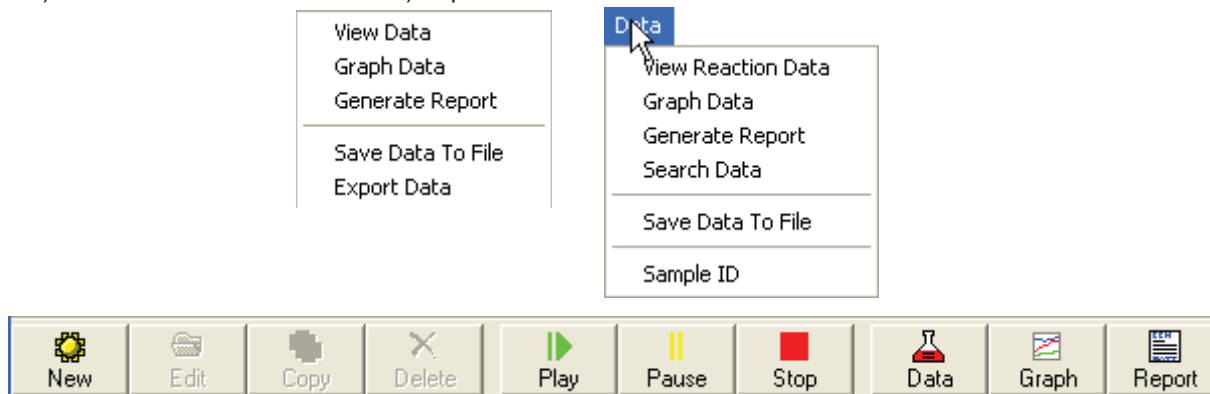 View Data
Graph Data
Generate Report
Save Data To File
Export Data
Data
View Reaction Data
Graph Data
Generate Report
Search Data
Save Data To File
Sample ID
New Edit Copy Delete Play Pause Stop Data Graph Report